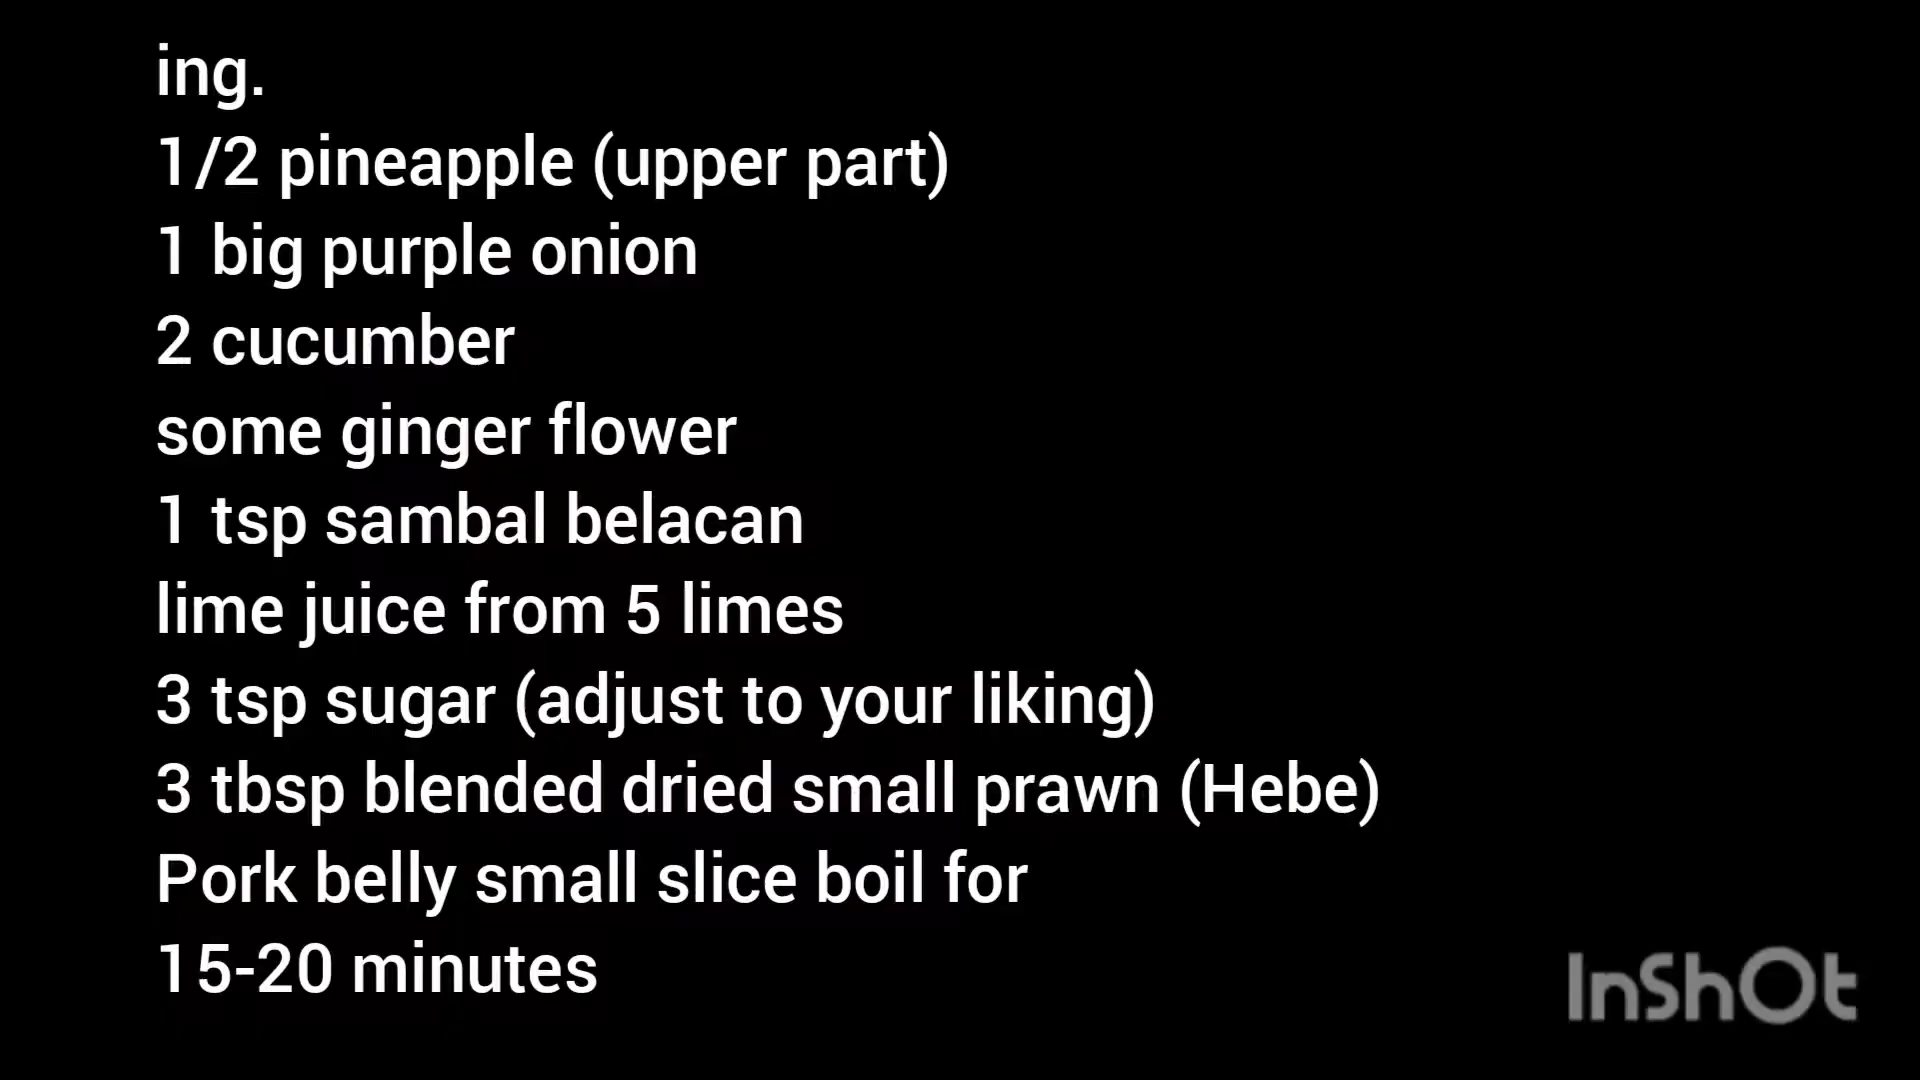 ing.
1/2 pineapple (upper part)
1 big purple onion
2 cucumber
some ginger flower
1 tsp sambal belacan
lime juice from 5 limes
3 tsp sugar (adjust to your liking)
3 tbsp blended dried small prawn (Hebe)
Pork belly small slice boil for
15-20 minutes
InShOt